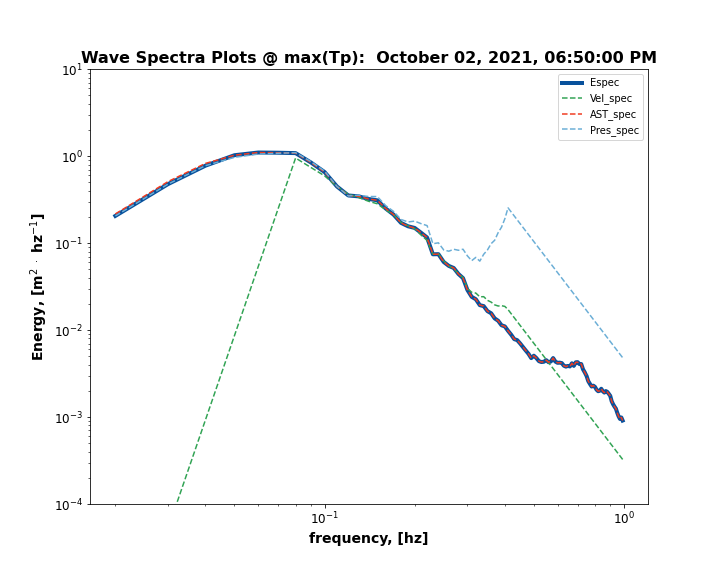 Wave Spectra Plots @ max(Tp):  October 02, 2021, 06:50:00 PM
Espec
Vel_spec
AST_spec
Pres_spec
Energy, [m² · hz⁻¹]
10¹
10⁰
10⁻¹
10⁻²
10⁻³
10⁻⁴
10⁻¹
10⁰
frequency, [hz]